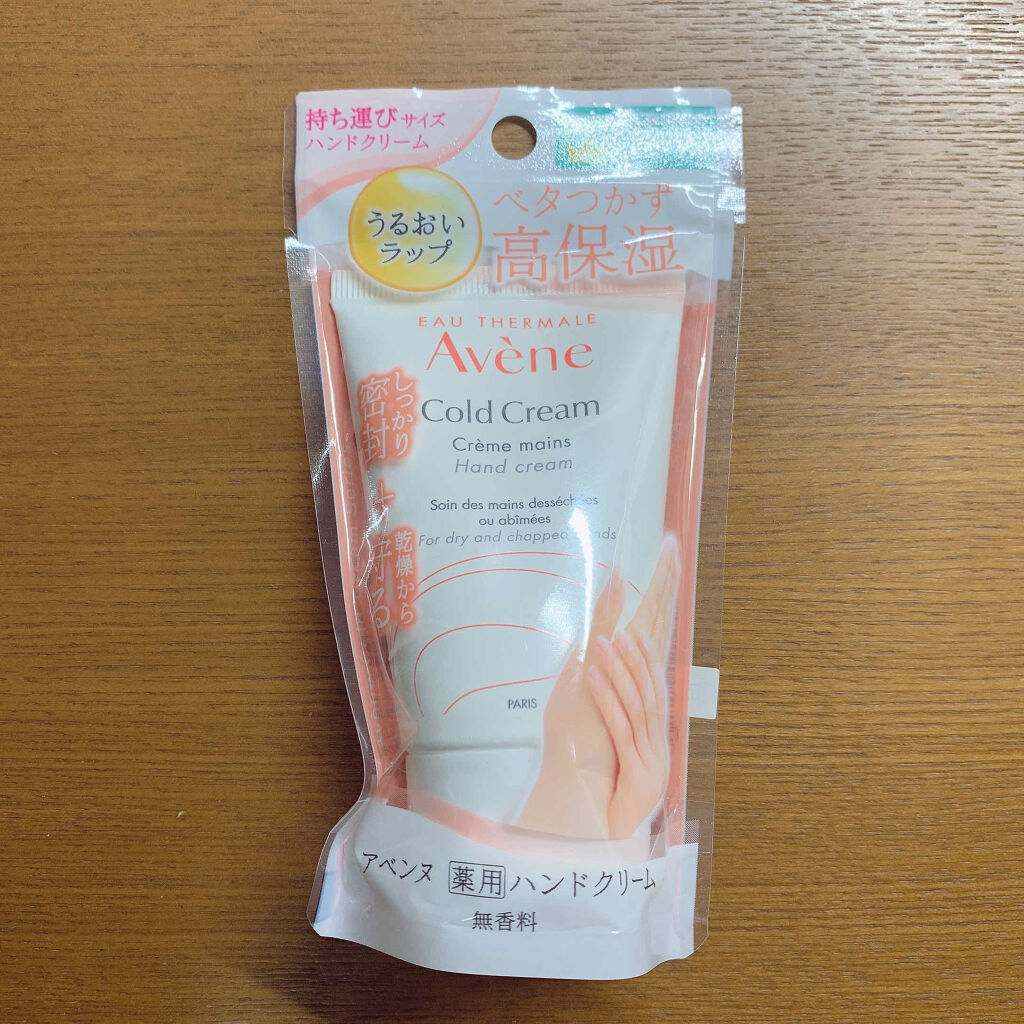 持ち運びサイズ
ハンドクリーム
うるおい
ラップ
ベタつかず
高保湿
EAU THERMALE
Avène
Cold Cream
Crème mains
Hand cream
Soin des mains desséchées
ou abîmées
For dry and chapped hands
しっかり
密封
乾燥から
守る
PARIS
アベンヌ 薬用 ハンドクリーム
無香料